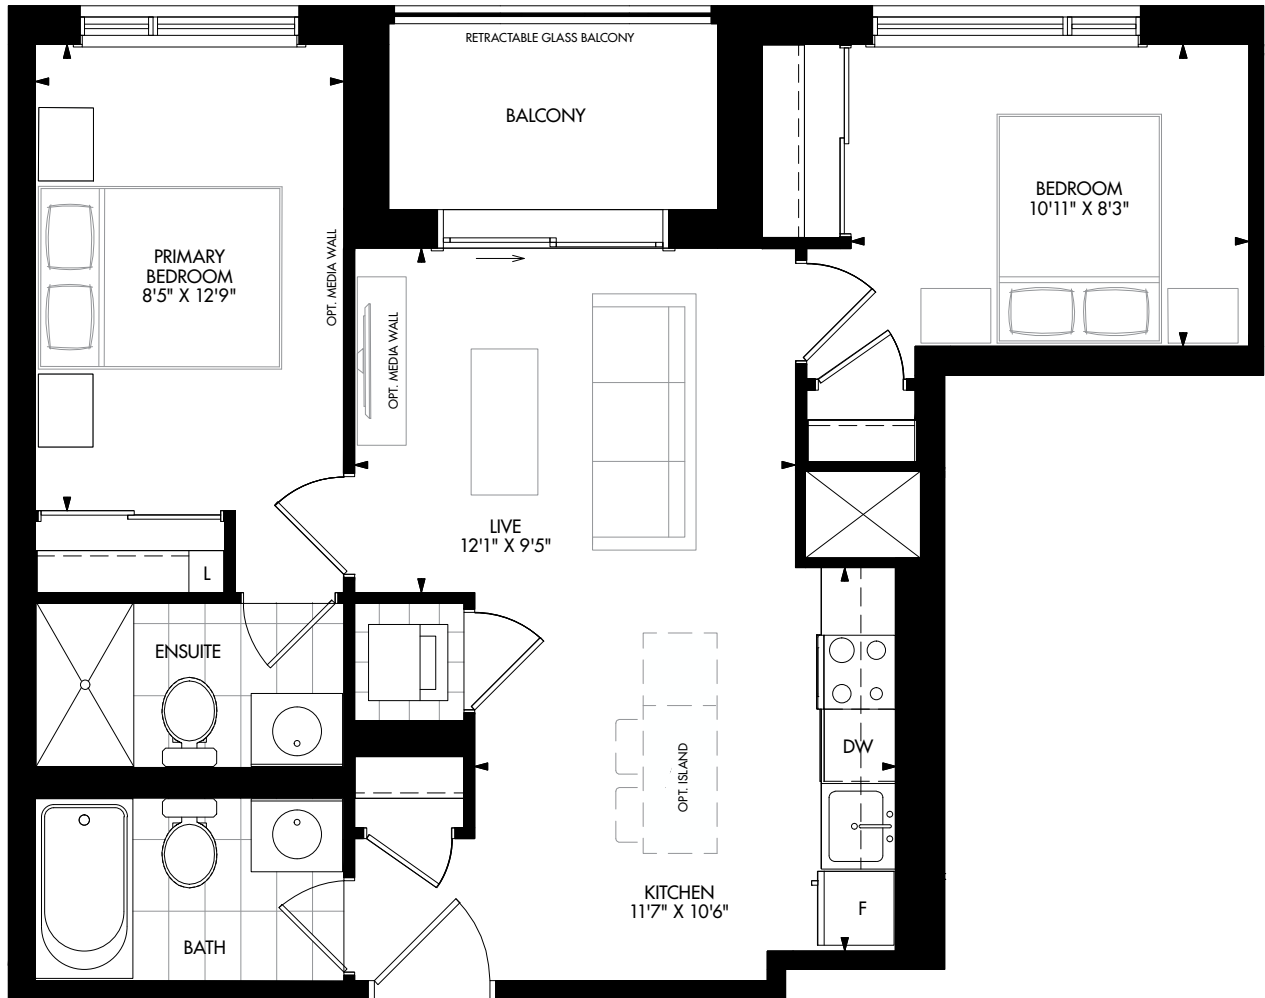 RETRACTABLE GLASS BALCONY
BALCONY
BEDROOM
10'11" X 8'3"
PRIMARY
BEDROOM
8'5" X 12'9"
OPT. MEDIA WALL
OPT. MEDIA WALL
LIVE
12'1" X 9'5"
L
ENSUITE
DW
OPT. ISLAND
KITCHEN
11'7" X 10'6"
F
BATH